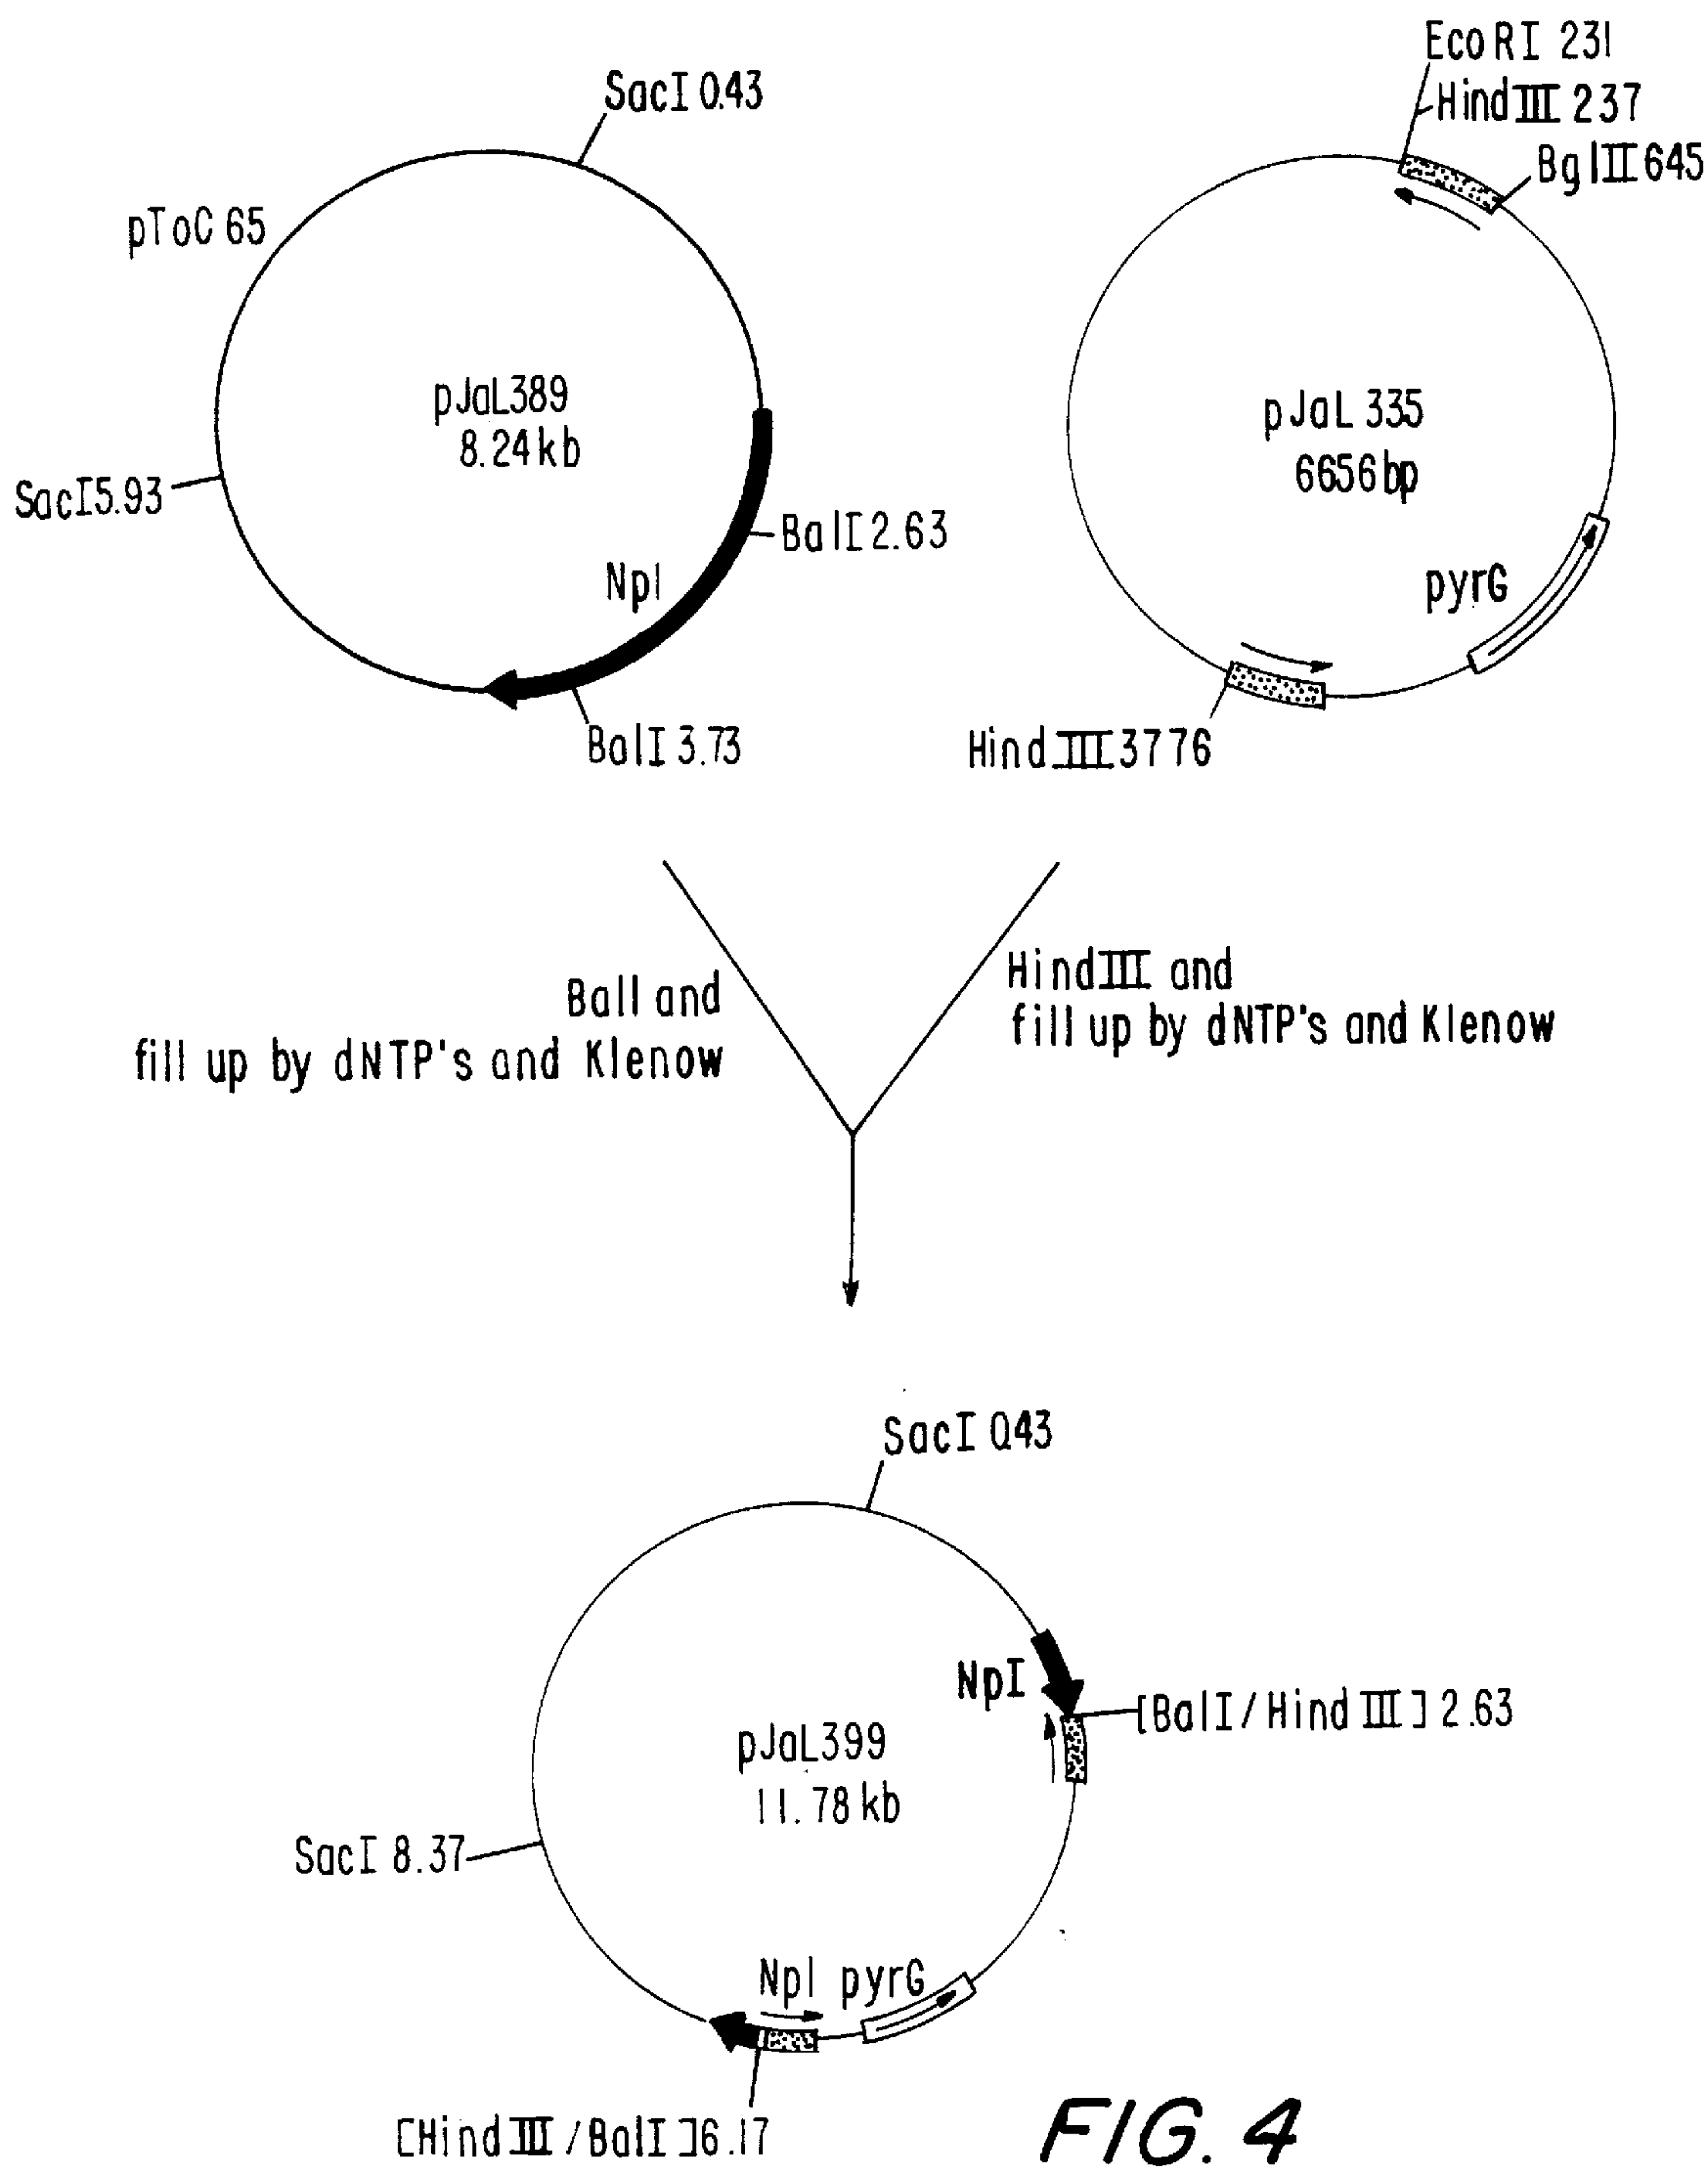 SacI 0.43
pToC 65
pJaL389
8.24 kb
SacI 5.93
BalI 2.63
NpI
BalI 3.73
EcoRI 231
HindIII 237
BglII 645
pJaL 335
6656 bp
pyrG
HindIII 3776
BalI and
fill up by dNTP's and Klenow
HindIII and
fill up by dNTP's and Klenow
SacI 0.43
NpI
[BalI/HindIII] 2.63
pJaL399
11.78 kb
SacI 8.37
NpI pyrG
[HindIII/BalI] 6.17
FIG. 4